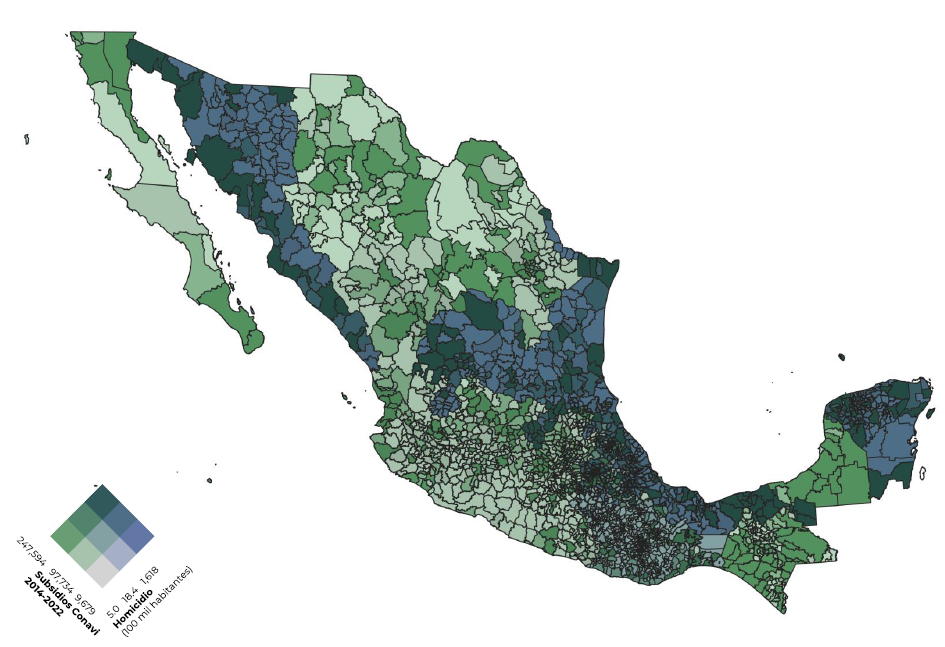 247,594 97,734 9,679
Subsidios Conavi
2014-2022
5.0 18.4 1,618
Homicidio
(100 mil habitantes)